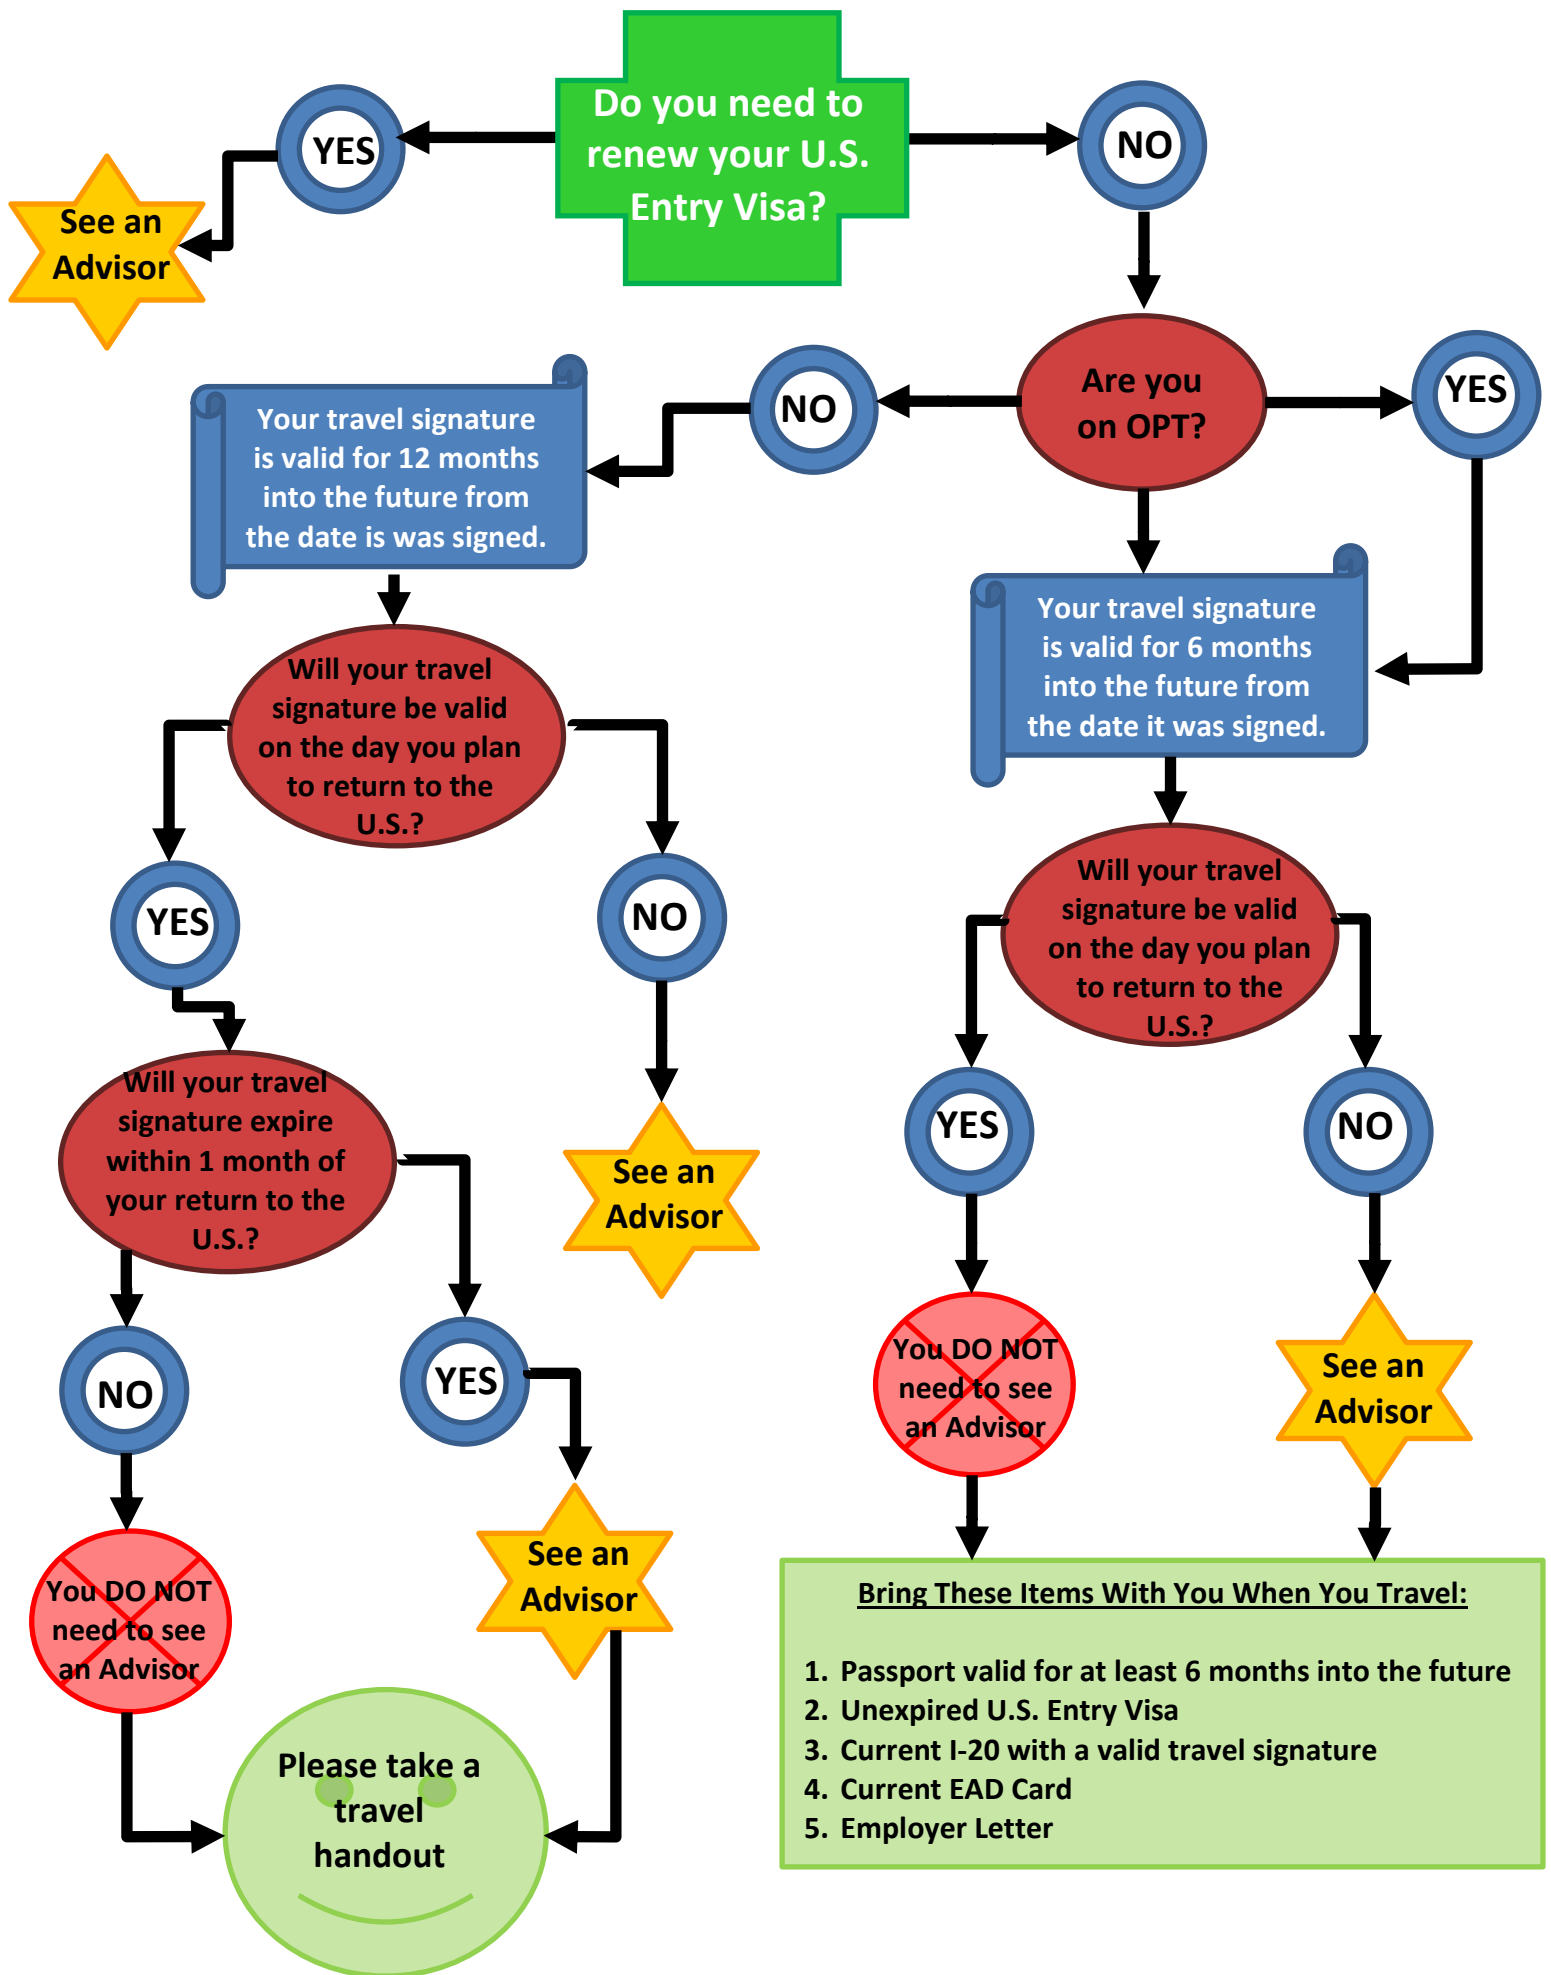 Do you need to
renew your U.S.
Entry Visa?
YES
NO
See an
Advisor
Are you
on OPT?
YES
NO
Your travel signature
is valid for 12 months
into the future from
the date is was signed.
Your travel signature
is valid for 6 months
into the future from
the date it was signed.
Will your travel
signature be valid
on the day you plan
to return to the
U.S.?
YES
NO
Will your travel
signature be valid
on the day you plan
to return to the
U.S.?
YES
NO
Will your travel
signature expire
within 1 month of
your return to the
U.S.?
See an
Advisor
NO
YES
You DO NOT
need to see
an Advisor
See an
Advisor
You DO NOT
need to see
an Advisor
See an
Advisor
Please take a
travel
handout
Bring These Items With You When You Travel:
1. Passport valid for at least 6 months into the future
2. Unexpired U.S. Entry Visa
3. Current I-20 with a valid travel signature
4. Current EAD Card
5. Employer Letter